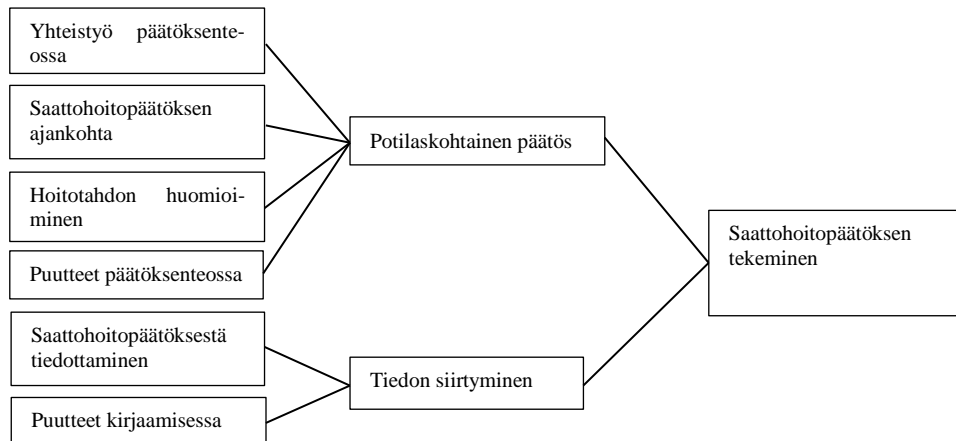 Yhteistyö päätöksente-
ossa
Saattohoitopäätöksen
ajankohta
Hoitotahdon huomioi-
minen
Puutteet päätöksenteossa
Saattohoitopäätöksestä
tiedottaminen
Puutteet kirjaamisessa
Potilaskohtainen päätös
Tiedon siirtyminen
Saattohoitopäätöksen
tekeminen